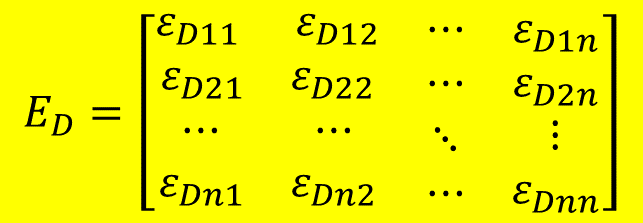 E_D = [ ε_D11 ε_D12 ⋯ ε_D1n
ε_D21 ε_D22 ⋯ ε_D2n
⋯ ⋯ ⋱ ⋮
ε_Dn1 ε_Dn2 ⋯ ε_Dnn ]